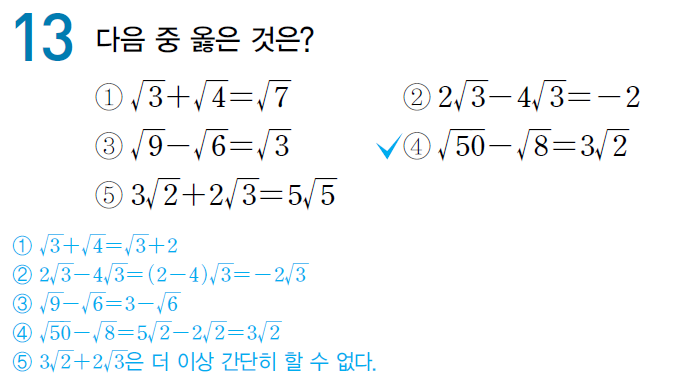 13 다음 중 옳은 것은?
① √3+√4=√7 ② 2√3−4√3=−2
③ √9−√6=√3 ④ √50−√8=3√2
⑤ 3√2+2√3=5√5
① √3+√4=√3+2
② 2√3−4√3=(2−4)√3=−2√3
③ √9−√6=3−√6
④ √50−√8=5√2−2√2=3√2
⑤ 3√2+2√3은 더 이상 간단히 할 수 없다.